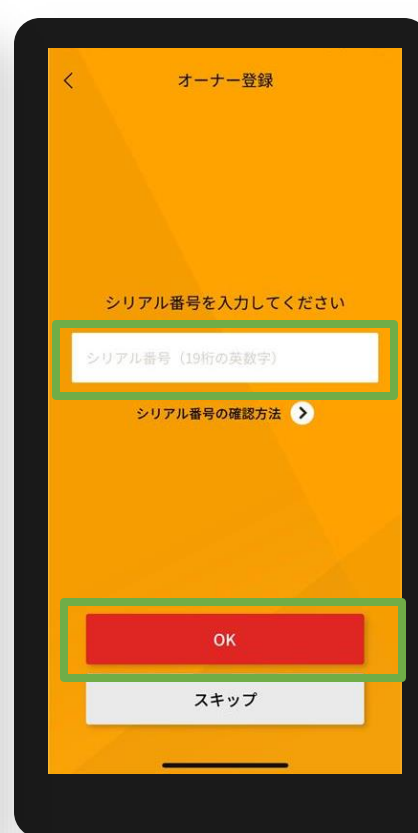 オーナー登録
シリアル番号を入力してください
シリアル番号（19桁の英数字）
シリアル番号の確認方法
OK
スキップ